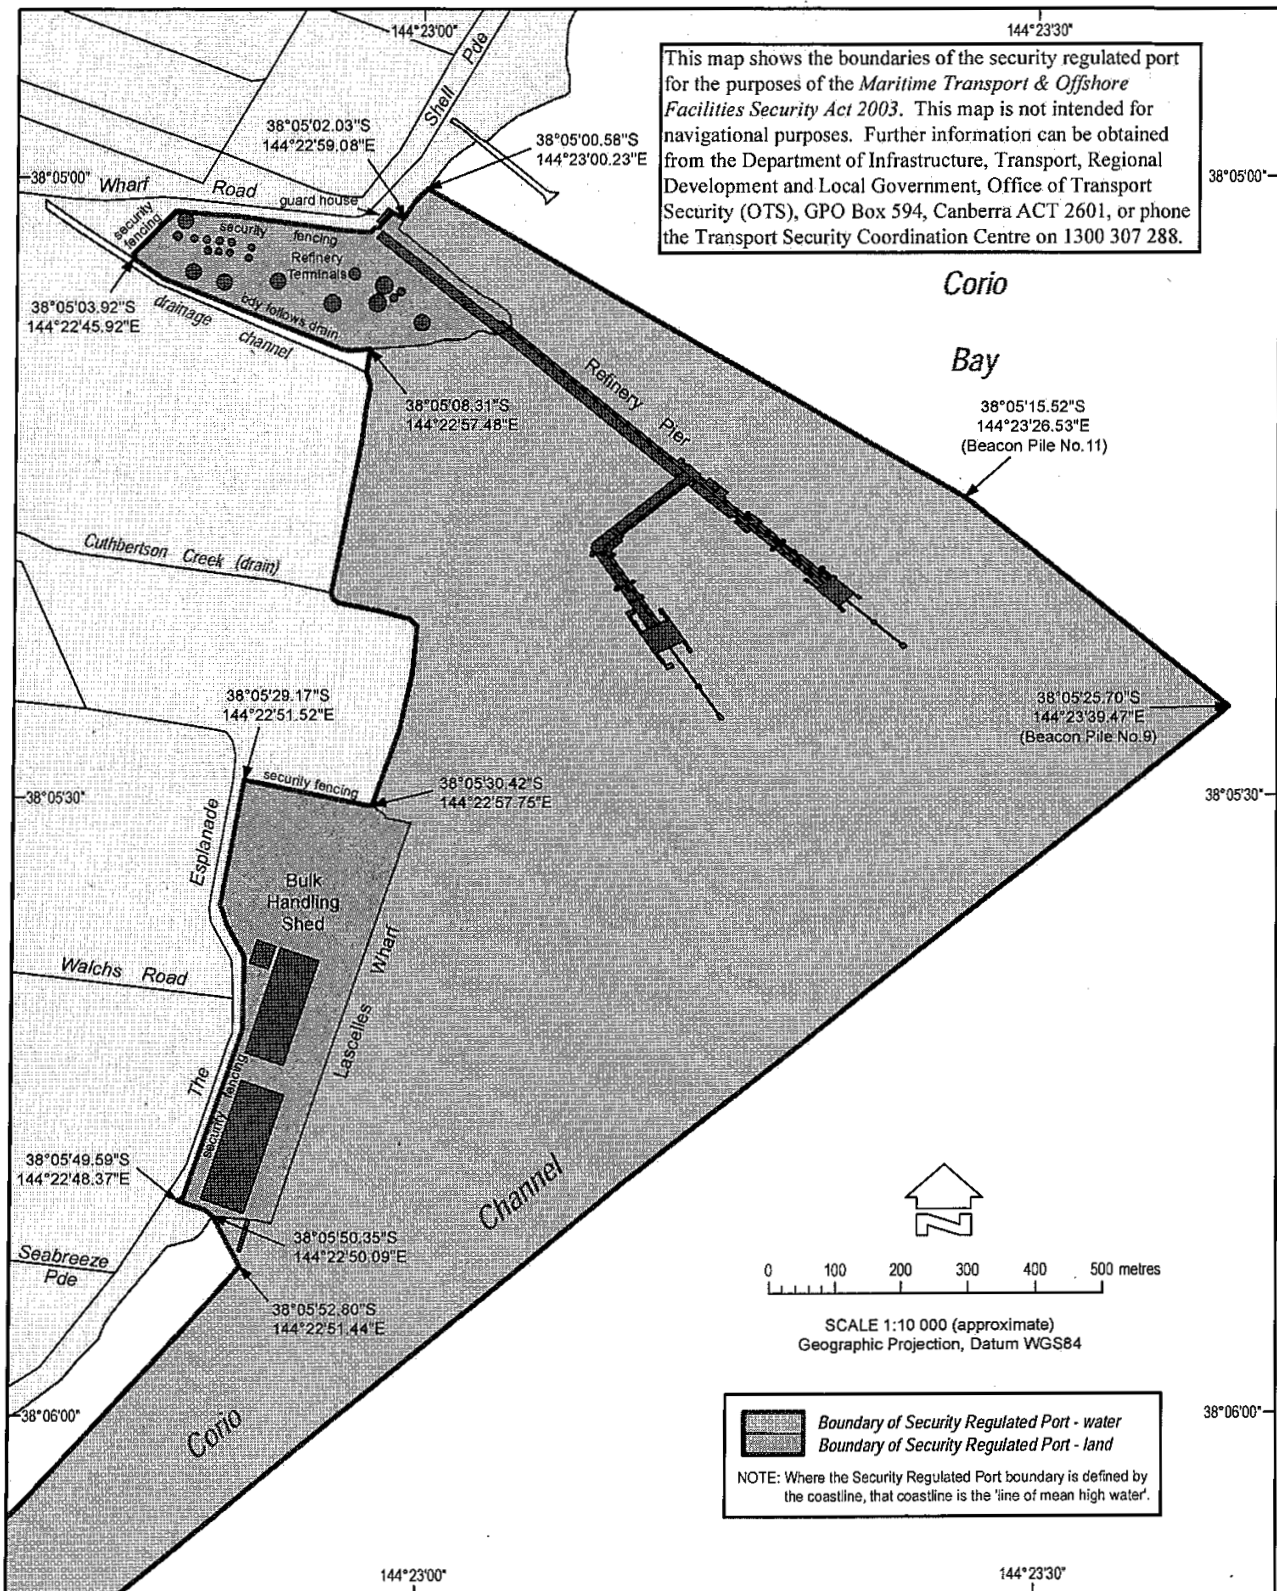 144°23'00"
144°23'30"
This map shows the boundaries of the security regulated port
for the purposes of the Maritime Transport & Offshore
Facilities Security Act 2003. This map is not intended for
navigational purposes. Further information can be obtained
from the Department of Infrastructure, Transport, Regional
Development and Local Government, Office of Transport
Security (OTS), GPO Box 594, Canberra ACT 2601, or phone
the Transport Security Coordination Centre on 1300 307 288.
Shell Pde
38°05'02.03"S
144°22'59.08"E
38°05'00.58"S
144°23'00.23"E
38°05'00"
38°05'00"
Wharf Road
guard house
security
fencing
security fencing
Refinery
Terminals
bdy follows drain
38°05'03.92"S
144°22'45.92"E
drainage channel
Corio
Bay
Refinery Pier
38°05'08.31"S
144°22'57.48"E
38°05'15.52"S
144°23'26.53"E
(Beacon Pile No.11)
Cuthbertson Creek (drain)
38°05'29.17"S
144°22'51.52"E
38°05'25.70"S
144°23'39.47"E
(Beacon Pile No.9)
security fencing
38°05'30.42"S
144°22'57.75"E
38°05'30"
38°05'30"
The Esplanade
Bulk
Handling
Shed
Lascelles Wharf
Walchs Road
security fencing
38°05'49.59"S
144°22'48.37"E
38°05'50.35"S
144°22'50.09"E
Seabreeze
Pde
38°05'52.80"S
144°22'51.44"E
Corio Channel
N
0 100 200 300 400 500 metres
SCALE 1:10 000 (approximate)
Geographic Projection, Datum WGS84
38°06'00"
38°06'00"
Boundary of Security Regulated Port - water
Boundary of Security Regulated Port - land
NOTE: Where the Security Regulated Port boundary is defined by
the coastline, that coastline is the 'line of mean high water'.
144°23'00"
144°23'30"